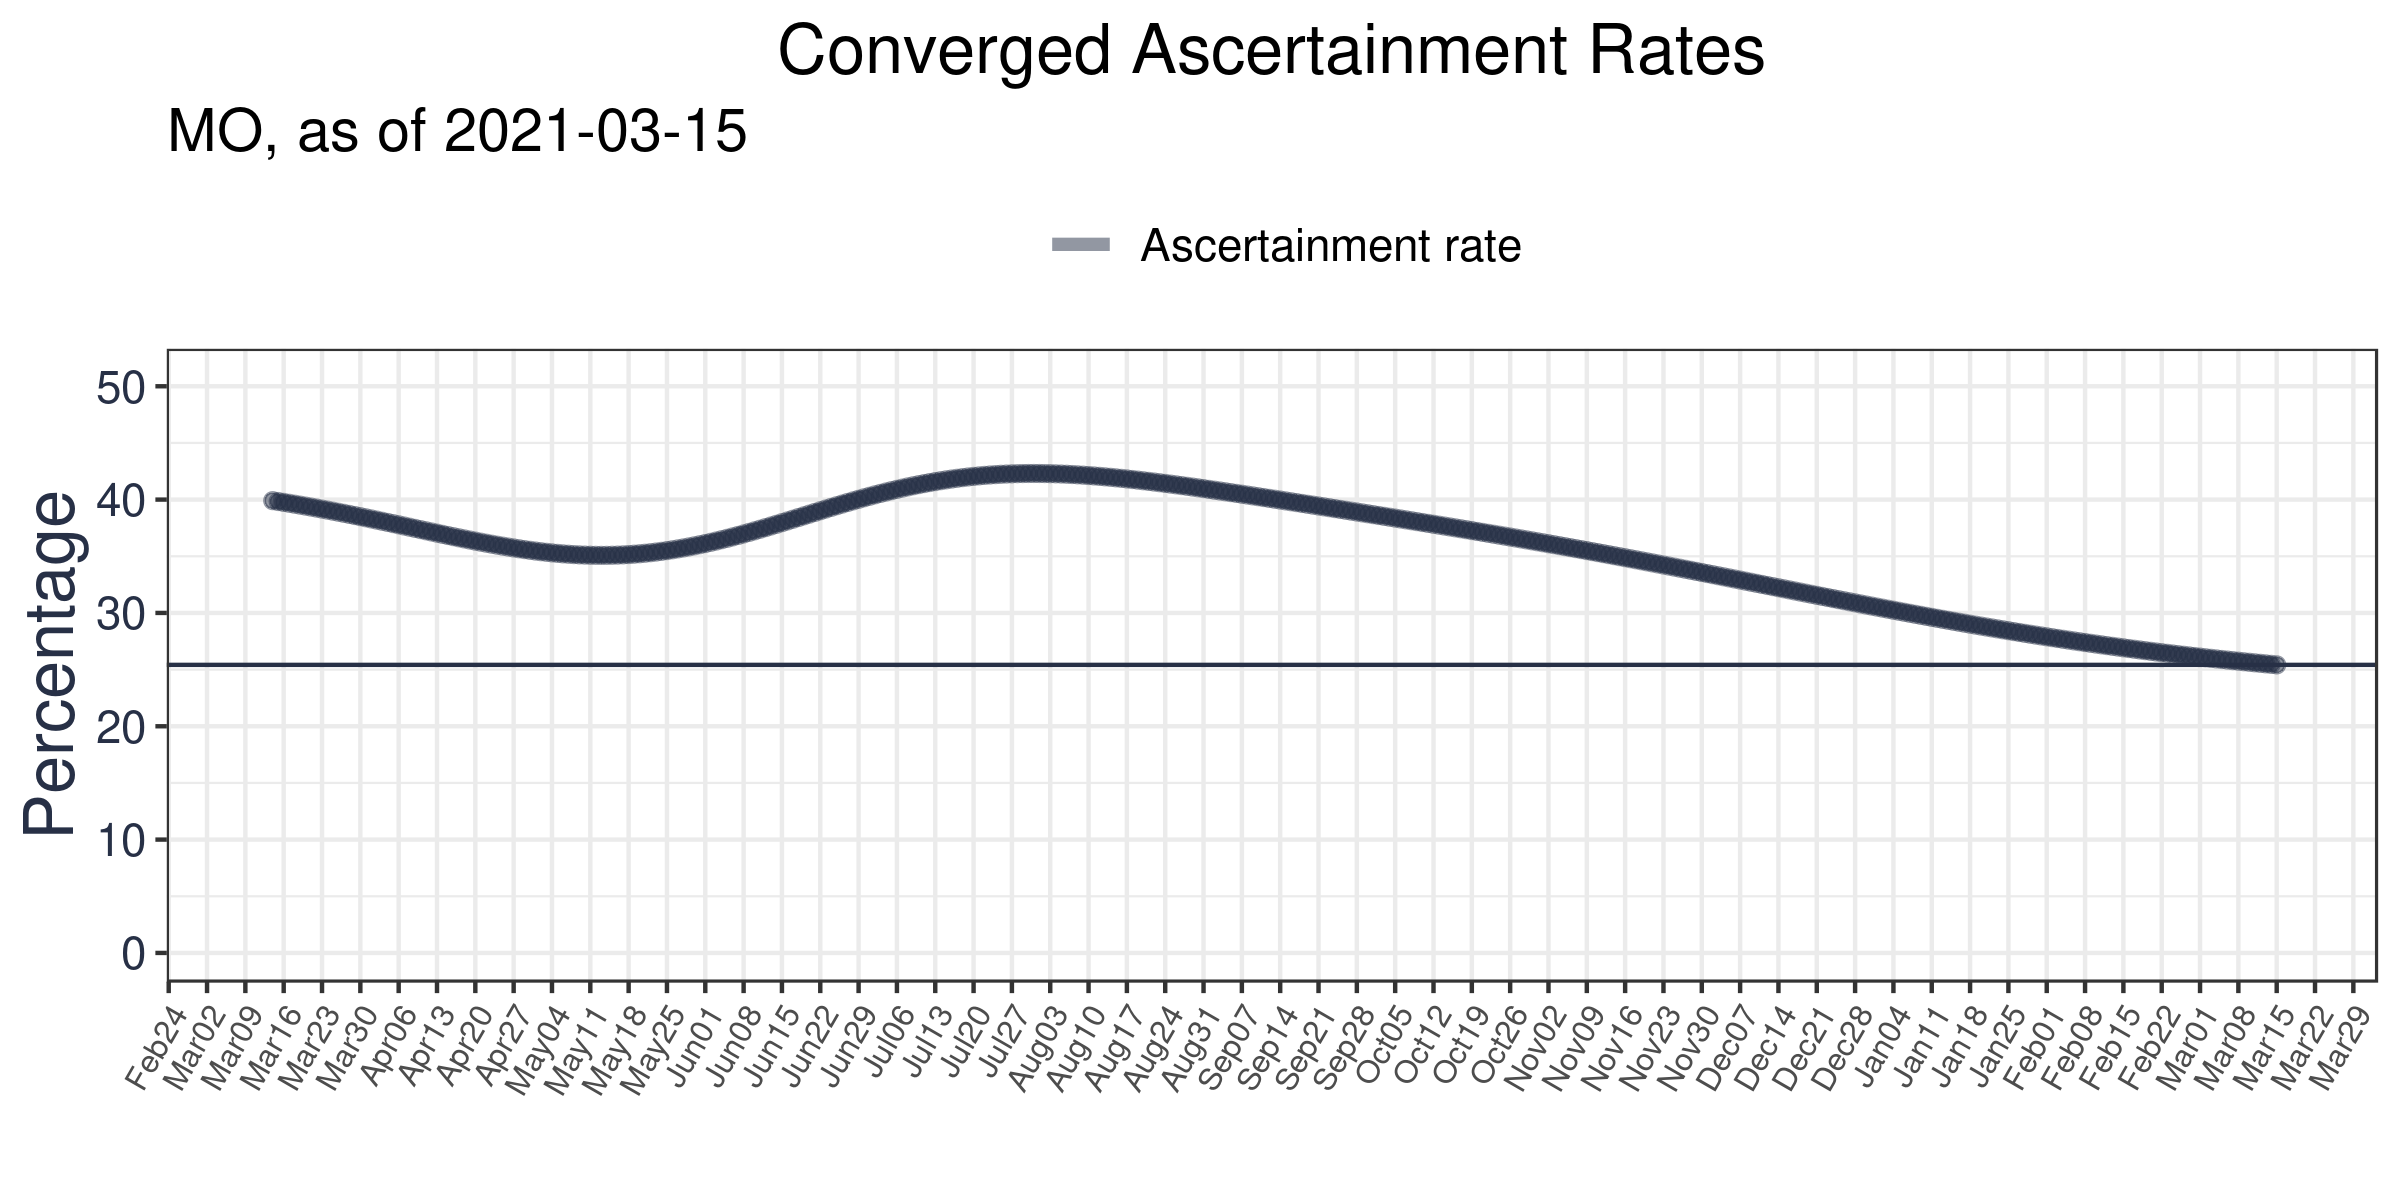 Converged Ascertainment Rates
MO, as of 2021-03-15
Ascertainment rate
Percentage
50
40
30
20
10
0
Feb24 Mar02 Mar09 Mar16 Mar23 Mar30 Apr06 Apr13 Apr20 Apr27 May04 May11 May18 May25 Jun01 Jun08 Jun15 Jun22 Jun29 Jul06 Jul13 Jul20 Jul27 Aug03 Aug10 Aug17 Aug24 Aug31 Sep07 Sep14 Sep21 Sep28 Oct05 Oct12 Oct19 Oct26 Nov02 Nov09 Nov16 Nov23 Nov30 Dec07 Dec14 Dec21 Dec28 Jan04 Jan11 Jan18 Jan25 Feb01 Feb08 Feb15 Feb22 Mar01 Mar08 Mar15 Mar22 Mar29